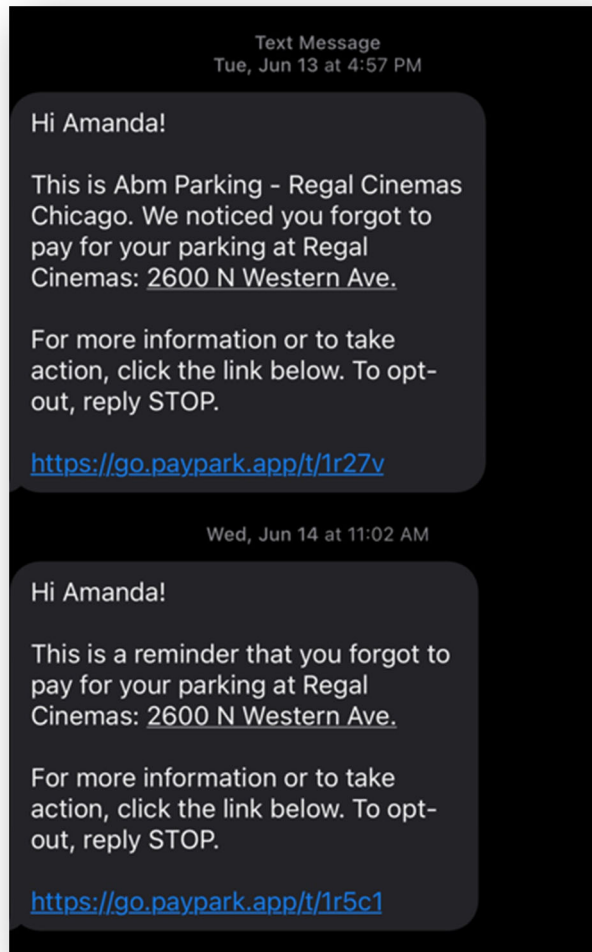 Text Message
Tue, Jun 13 at 4:57 PM
Hi Amanda!
This is Abm Parking - Regal Cinemas
Chicago. We noticed you forgot to
pay for your parking at Regal
Cinemas: 2600 N Western Ave.
For more information or to take
action, click the link below. To opt-
out, reply STOP.
https://go.paypark.app/t/1r27v
Wed, Jun 14 at 11:02 AM
Hi Amanda!
This is a reminder that you forgot to
pay for your parking at Regal
Cinemas: 2600 N Western Ave.
For more information or to take
action, click the link below. To opt-
out, reply STOP.
https://go.paypark.app/t/1r5c1